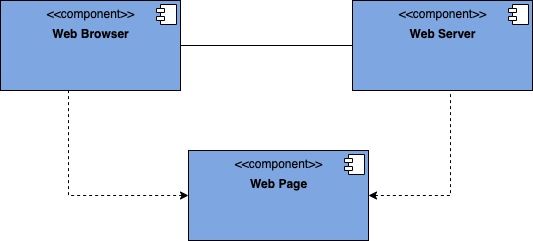 <<component>>
Web Browser
<<component>>
Web Server
<<component>>
Web Page